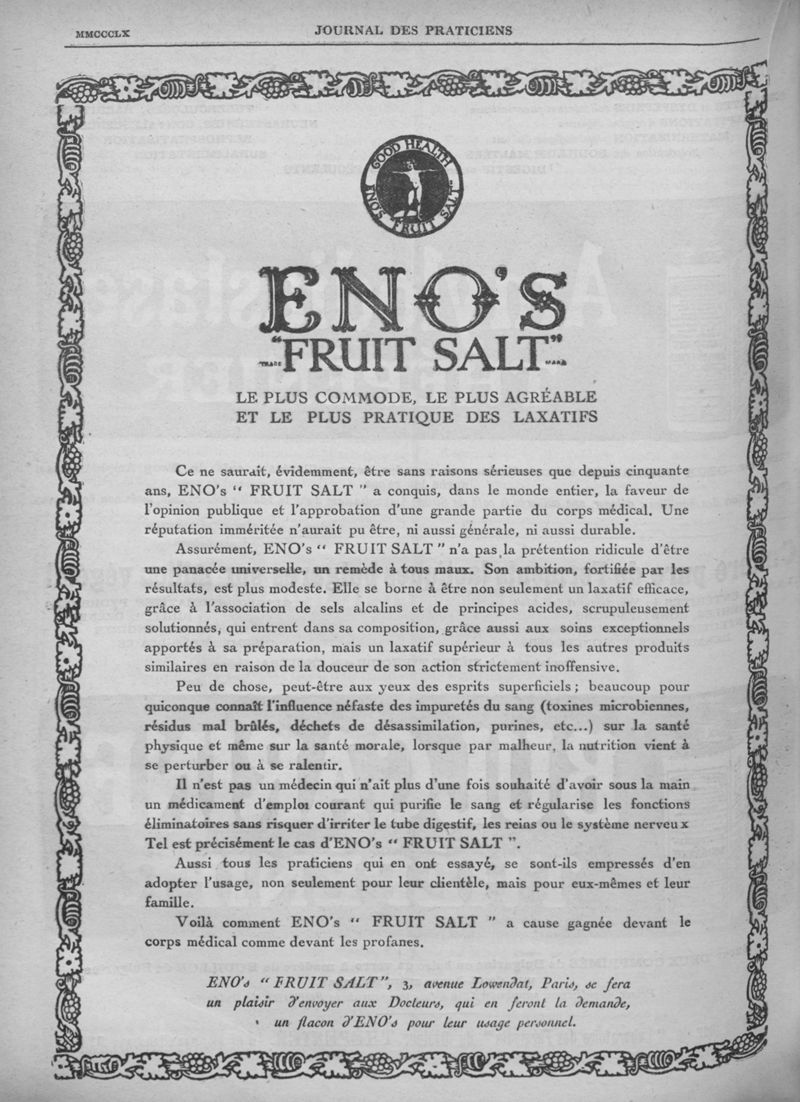 MMCCCLX
JOURNAL DES PRATICIENS
GOOD HEALTH
ENO'S FRUIT SALT
ENO'S
TRADE "FRUIT SALT" MARK
LE PLUS COMMODE, LE PLUS AGRÉABLE
ET LE PLUS PRATIQUE DES LAXATIFS
Ce ne saurait, évidemment, être sans raisons sérieuses que depuis cinquante
ans, ENO's “ FRUIT SALT ” a conquis, dans le monde entier, la faveur de
l'opinion publique et l'approbation d'une grande partie du corps médical. Une
réputation imméritée n'aurait pu être, ni aussi générale, ni aussi durable.
Assurément, ENO's “ FRUIT SALT ” n'a pas la prétention ridicule d'être
une panacée universelle, un remède à tous maux. Son ambition, fortifiée par les
résultats, est plus modeste. Elle se borne à être non seulement un laxatif efficace,
grâce à l'association de sels alcalins et de principes acides, scrupuleusement
solutionnés, qui entrent dans sa composition, grâce aussi aux soins exceptionnels
apportés à sa préparation, mais un laxatif supérieur à tous les autres produits
similaires en raison de la douceur de son action strictement inoffensive.
Peu de chose, peut-être aux yeux des esprits superficiels ; beaucoup pour
quiconque connaît l'influence néfaste des impuretés du sang (toxines microbiennes,
résidus mal brûlés, déchets de désassimilation, purines, etc...) sur la santé
physique et même sur la santé morale, lorsque par malheur, la nutrition vient à
se perturber ou à se ralentir.
Il n'est pas un médecin qui n'ait plus d'une fois souhaité d'avoir sous la main
un médicament d'emploi courant qui purifie le sang et régularise les fonctions
éliminatoires sans risquer d'irriter le tube digestif, les reins ou le système nerveux
Tel est précisément le cas d'ENO's “ FRUIT SALT ”.
Aussi tous les praticiens qui en ont essayé, se sont-ils empressés d'en
adopter l'usage, non seulement pour leur clientèle, mais pour eux-mêmes et leur
famille.
Voilà comment ENO's “ FRUIT SALT ” a cause gagnée devant le
corps médical comme devant les profanes.
ENO's “ FRUIT SALT ”, 3, avenue Lowendat, Paris, se fera
un plaisir d'envoyer aux Docteurs, qui en feront la demande,
un flacon d'ENO's pour leur usage personnel.